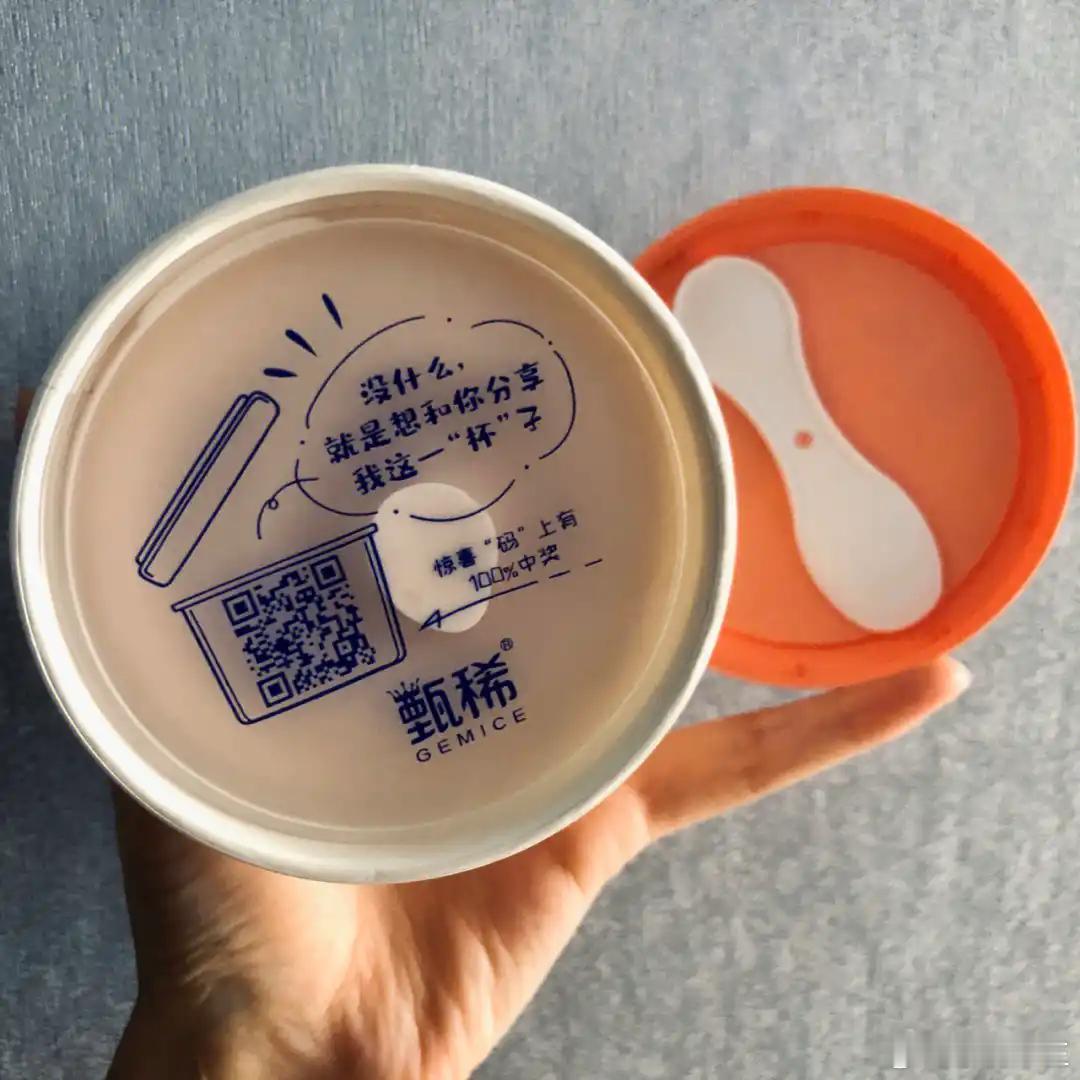 没什么,
就是想和你分享
我这一“杯”子
惊喜“码”上有
100%中奖
甄稀®
GEMICE